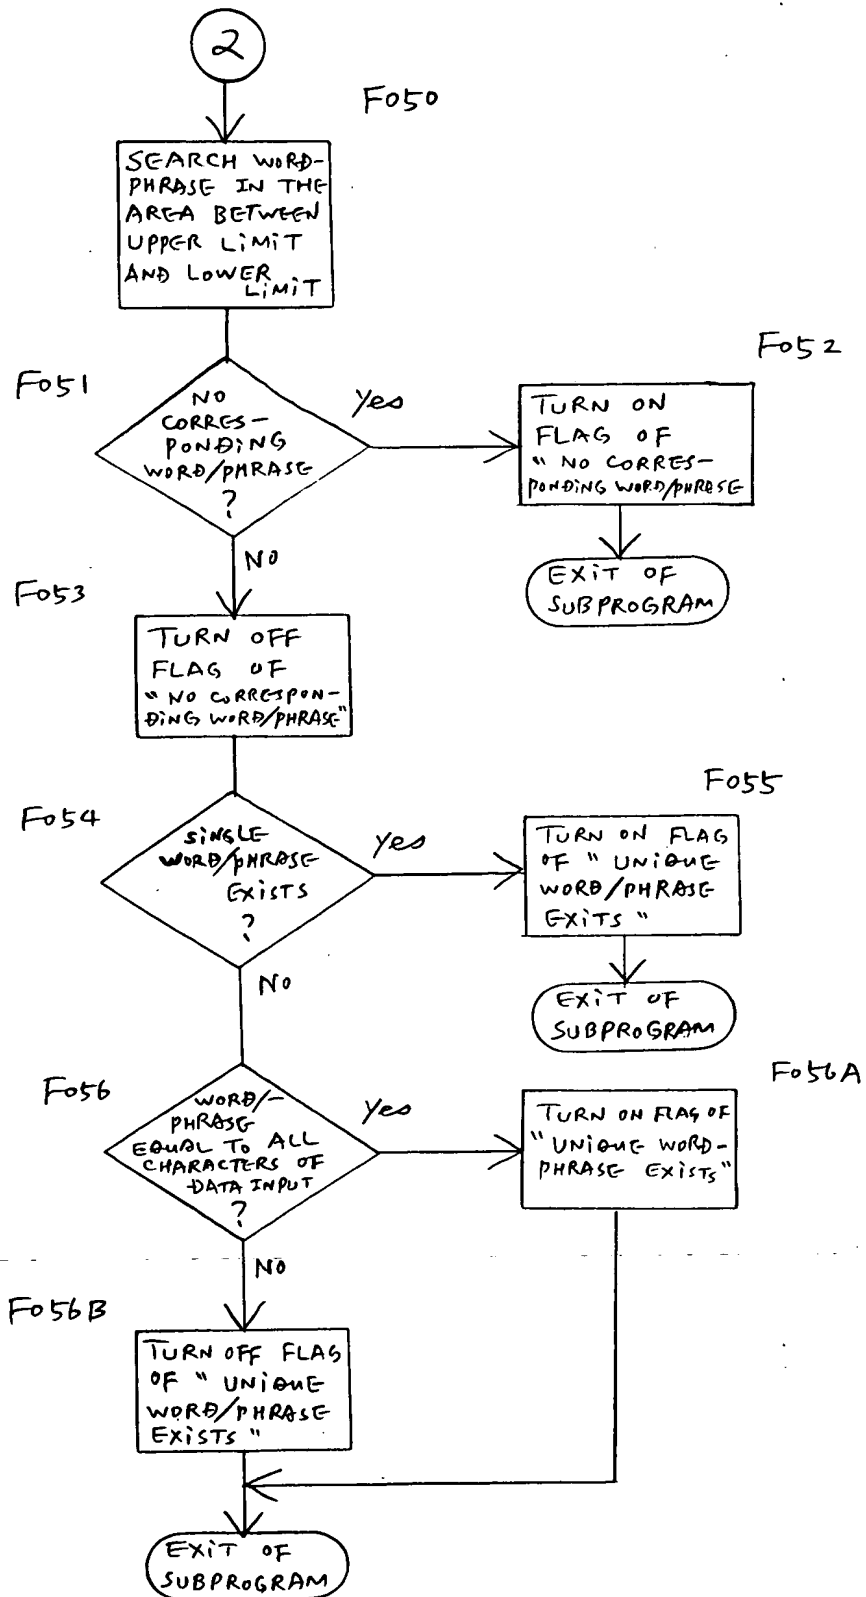 2
F050
SEARCH WORD-
PHRASE IN THE
AREA BETWEEN
UPPER LIMIT
AND LOWER
LIMIT
F051
NO
CORRES-
PONDING
WORD/PHRASE
?
Yes
F052
TURN ON
FLAG OF
" NO CORRES-
PONDING WORD/PHRASE
EXIT OF
SUBPROGRAM
NO
F053
TURN OFF
FLAG OF
" NO CORRESPON-
DING WORD/PHRASE"
F054
SINGLE
WORD/PHRASE
EXISTS
?
Yes
F055
TURN ON FLAG
OF " UNIQUE
WORD/PHRASE
EXITS "
EXIT OF
SUBPROGRAM
NO
F056
WORD/-
PHRASE
EQUAL TO ALL
CHARACTERS OF
DATA INPUT
?
Yes
F056A
TURN ON FLAG OF
" UNIQUE WORD-
PHRASE EXISTS"
NO
F056B
TURN OFF FLAG
OF " UNIQUE
WORD/PHRASE
EXISTS "
EXIT OF
SUBPROGRAM